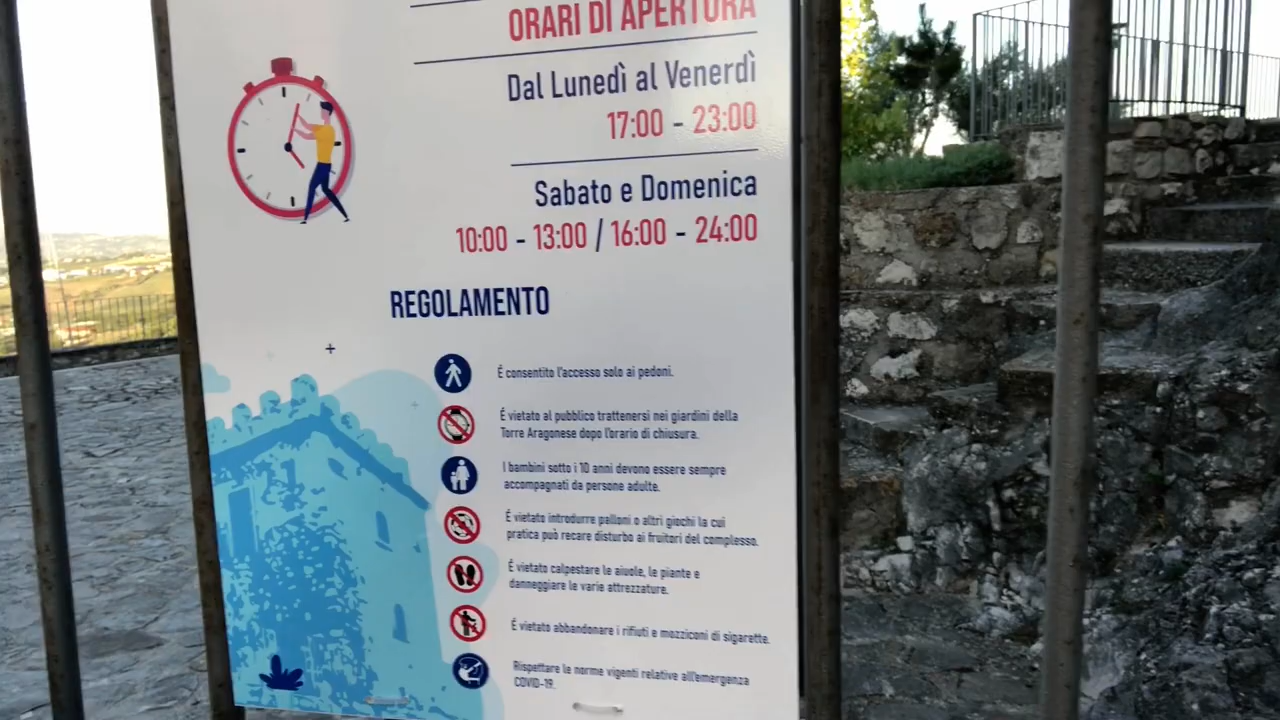 ORARI DI APERTURA
Dal Lunedì al Venerdì
17:00 - 23:00
Sabato e Domenica
10:00 - 13:00 / 16:00 - 24:00
REGOLAMENTO
É consentito l'accesso solo ai pedoni.
É vietato al pubblico trattenersi nei giardini della
Torre Aragonese dopo l'orario di chiusura.
I bambini sotto i 10 anni devono essere sempre
accompagnati da persone adulte.
É vietato introdurre palloni o altri giochi la cui
pratica può recare disturbo ai fruitori del complesso.
É vietato calpestare le aiuole, le piante e
danneggiare le varie attrezzature.
É vietato abbandonare i rifiuti e mozziconi di sigarette.
Rispettare le norme vigenti relative all'emergenza
COVID-19.